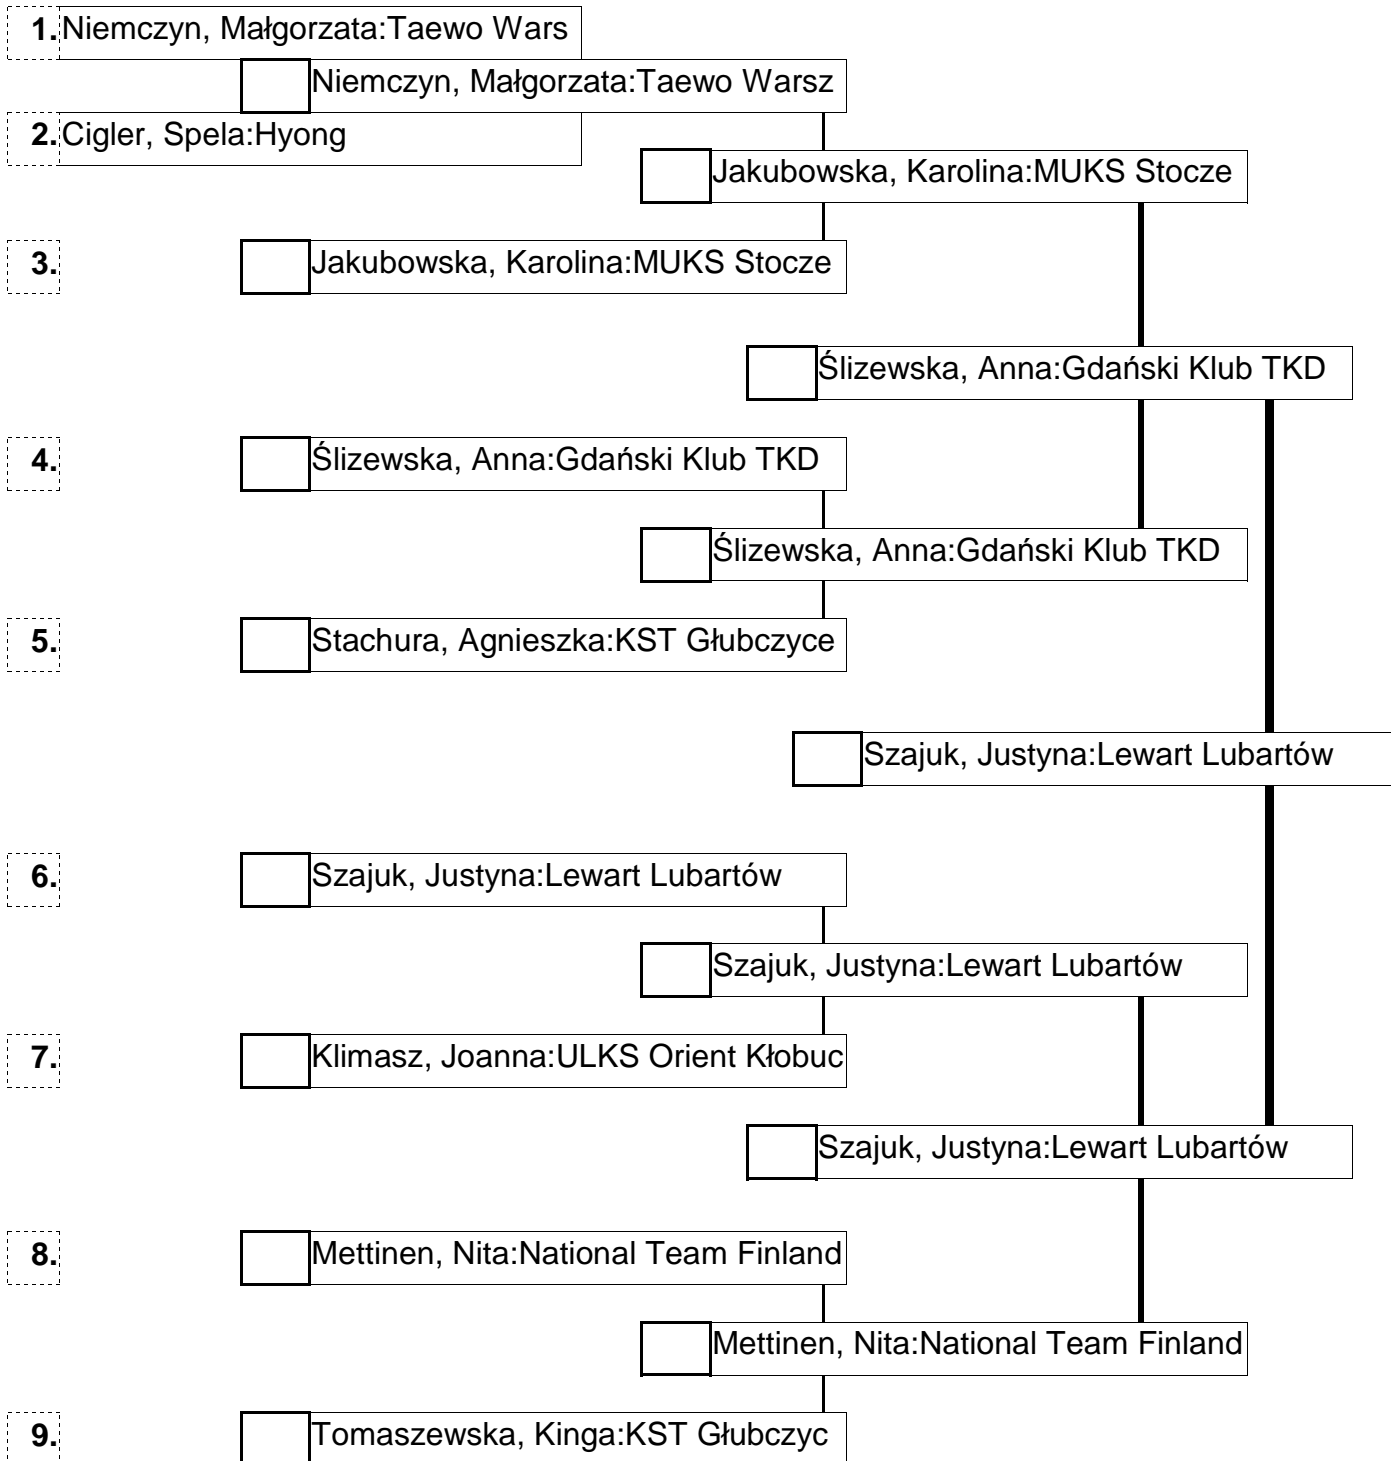 1. Niemczyn, Małgorzata:Taewo Wars
Niemczyn, Małgorzata:Taewo Warsz
2. Cigler, Spela:Hyong
Jakubowska, Karolina:MUKS Stocze
3. Jakubowska, Karolina:MUKS Stocze
Ślizewska, Anna:Gdański Klub TKD
4. Ślizewska, Anna:Gdański Klub TKD
Ślizewska, Anna:Gdański Klub TKD
5. Stachura, Agnieszka:KST Głubczyce
Szajuk, Justyna:Lewart Lubartów
6. Szajuk, Justyna:Lewart Lubartów
Szajuk, Justyna:Lewart Lubartów
7. Klimasz, Joanna:ULKS Orient Kłobuc
Szajuk, Justyna:Lewart Lubartów
8. Mettinen, Nita:National Team Finland
Mettinen, Nita:National Team Finland
9. Tomaszewska, Kinga:KST Głubczyc